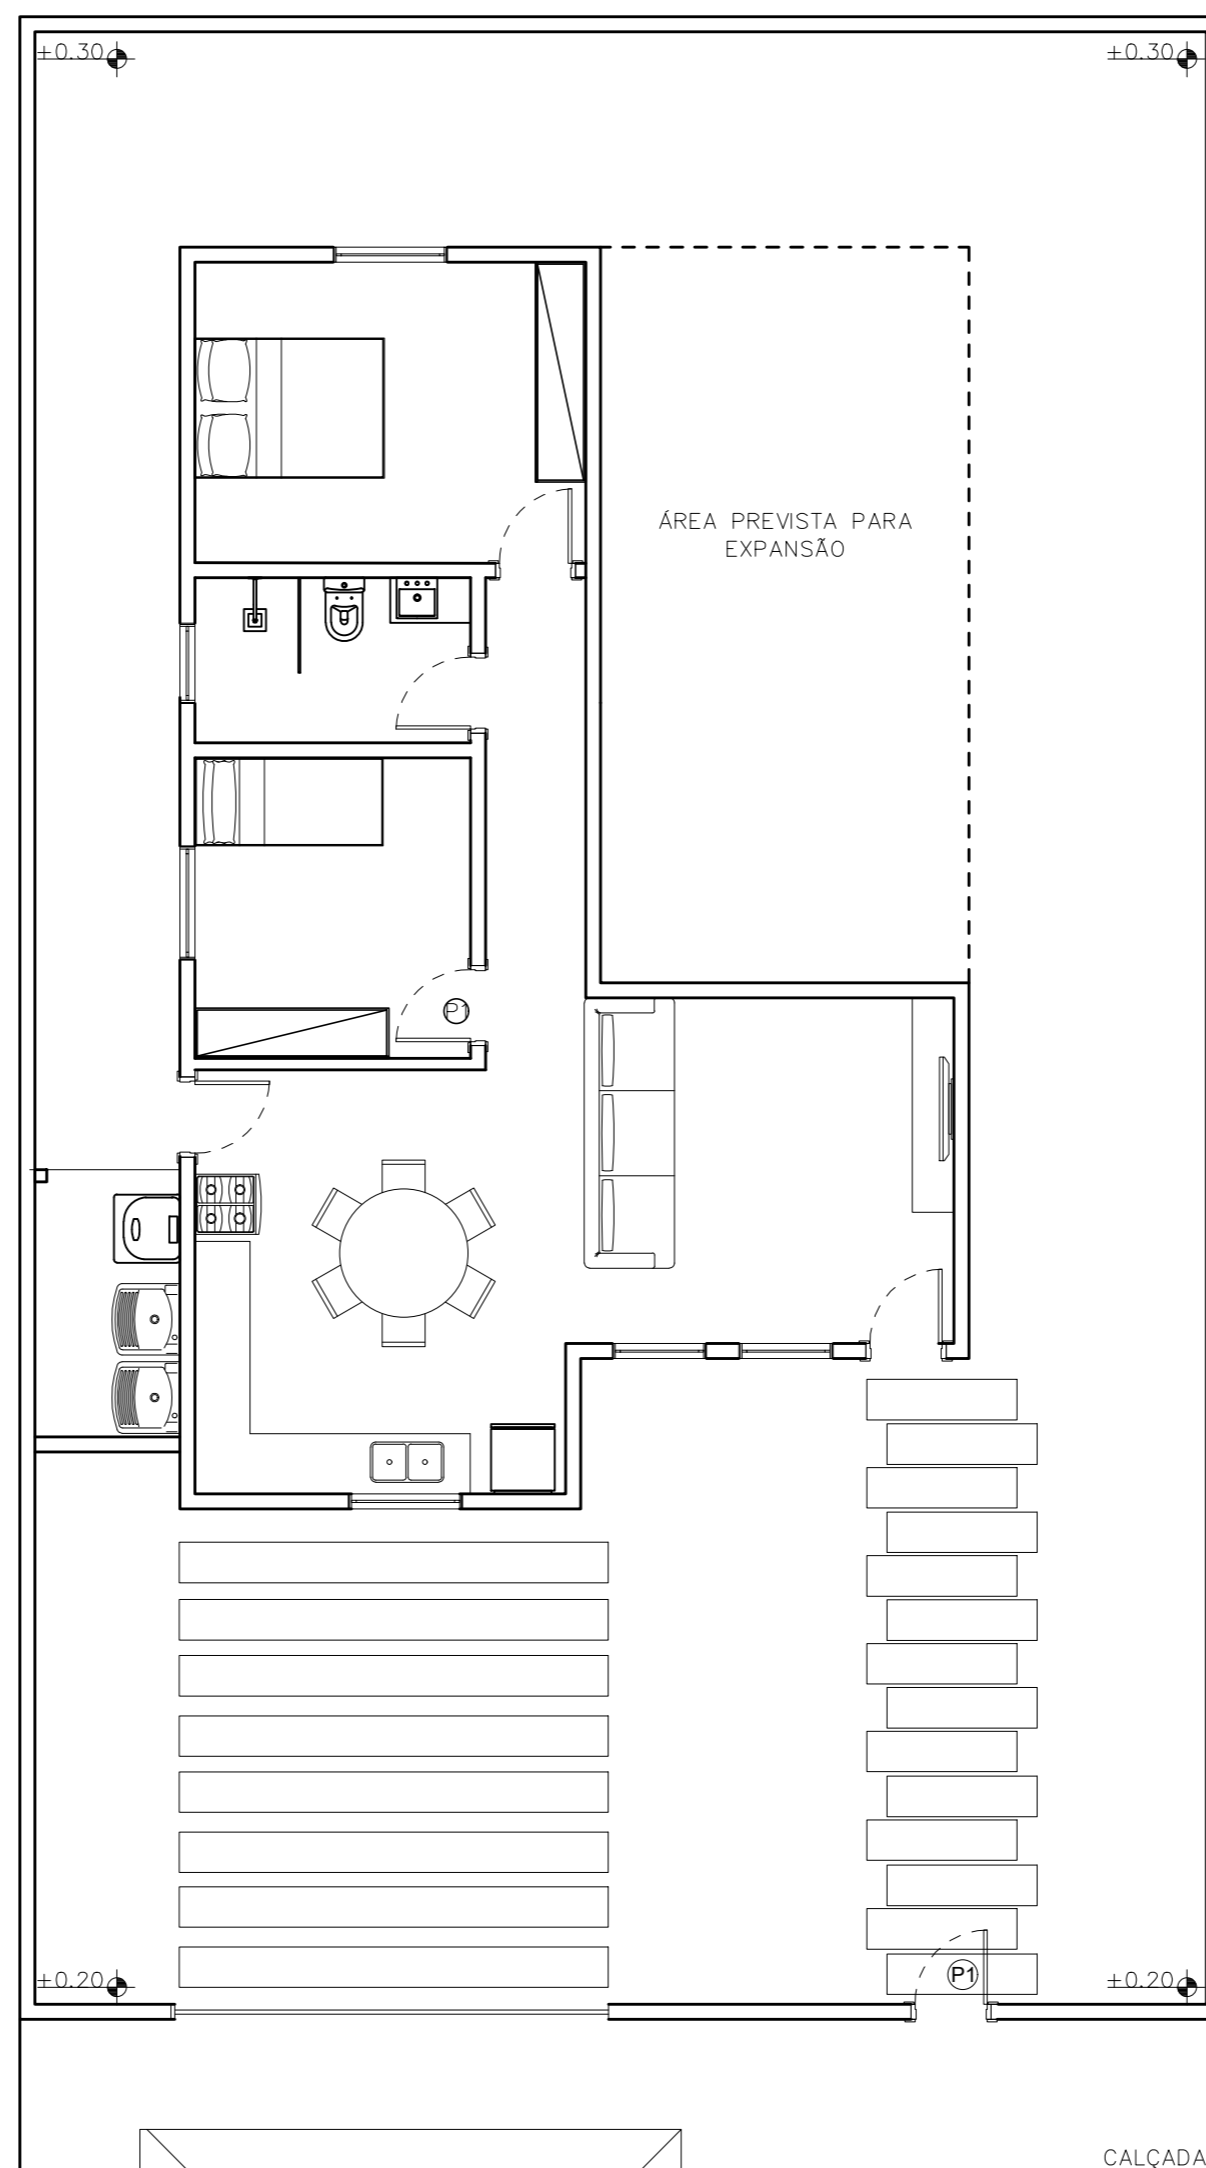 +0.30 +0.30
ÁREA PREVISTA PARA
EXPANSÃO
P1
+0.20 P1 +0.20
CALÇADA